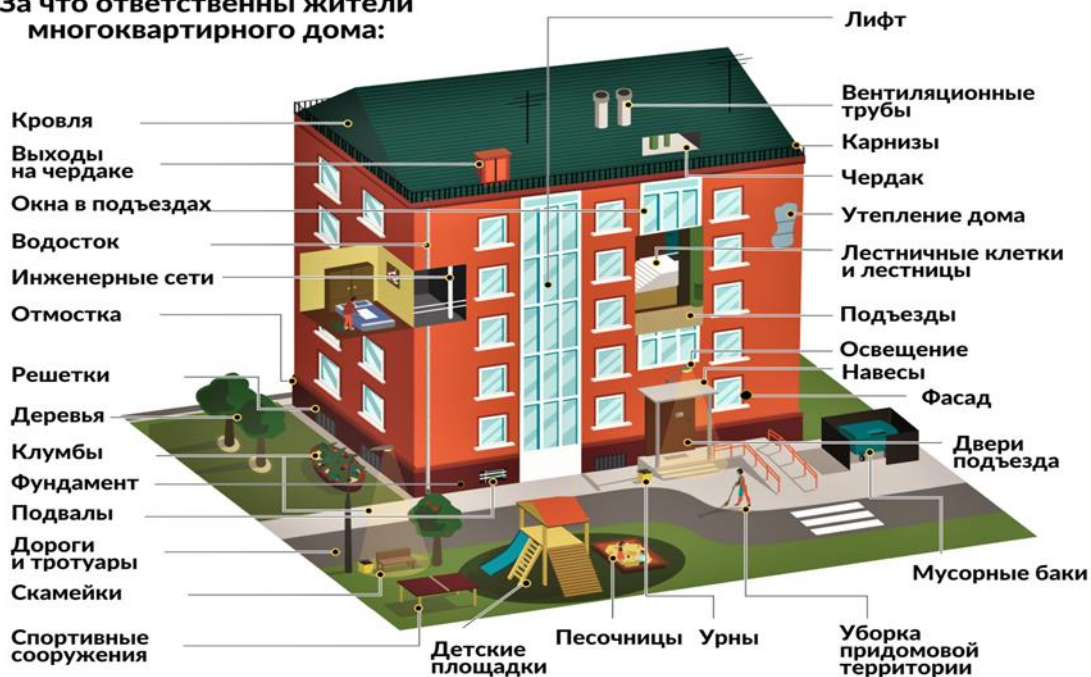 За что ответственны жители
многоквартирного дома:
Кровля
Выходы
на чердаке
Окна в подъездах
Водосток
Инженерные сети
Отмостка
Решетки
Деревья
Клумбы
Фундамент
Подвалы
Дороги
и тротуары
Скамейки
Спортивные
сооружения
Детские
площадки
Песочницы
Урны
Уборка
придомовой
территории
Лифт
Вентиляционные
трубы
Карнизы
Чердак
Утепление дома
Лестничные клетки
и лестницы
Подъезды
Освещение
Навесы
Фасад
Двери
подъезда
Мусорные баки